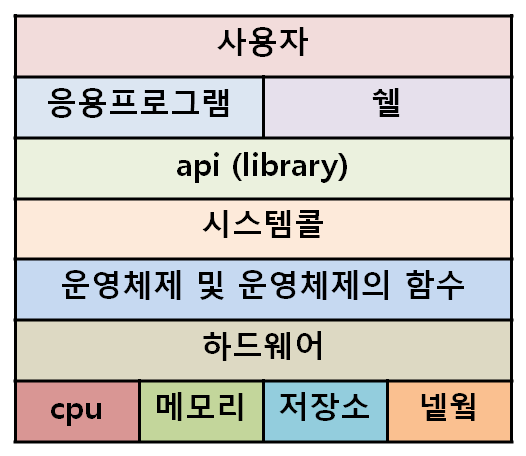 사용자
응용프로그램 쉘
api (library)
시스템콜
운영체제 및 운영체제의 함수
하드웨어
cpu 메모리 저장소 넽웤